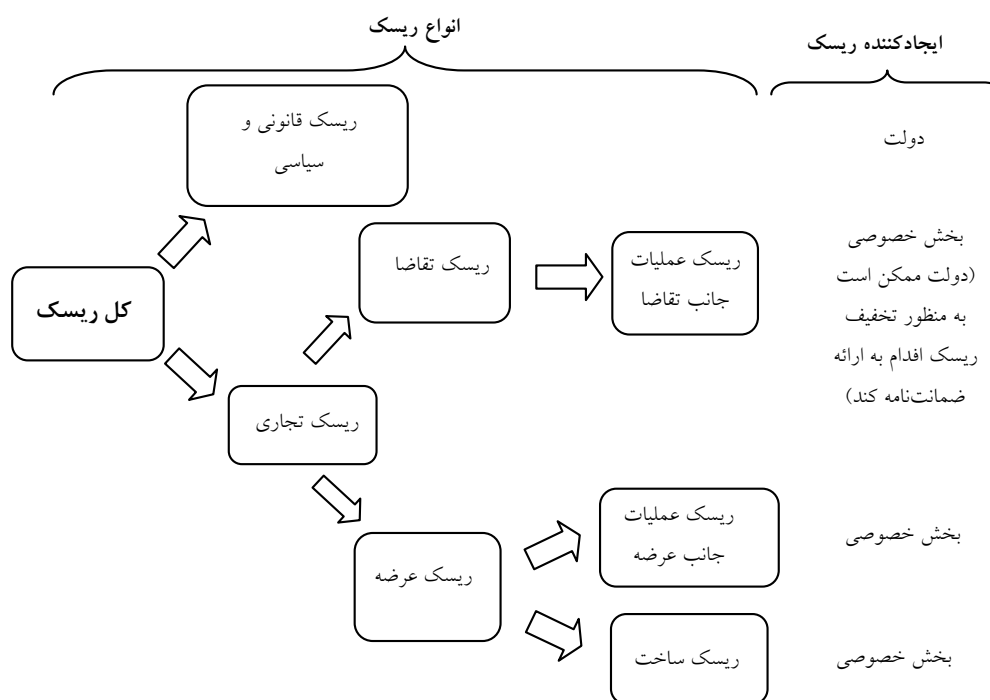 انواع ریسک
ایجادکننده ریسک
ریسک قانونی و
سیاسی
دولت
کل ریسک
ریسک تقاضا
ریسک عملیات
جانب تقاضا
بخش خصوصی
(دولت ممکن است
به منظور تخفیف
ریسک اقدام به ارائه
ضمانت‌نامه کند)
ریسک تجاری
ریسک عرضه
ریسک عملیات
جانب عرضه
بخش خصوصی
ریسک ساخت
بخش خصوصی